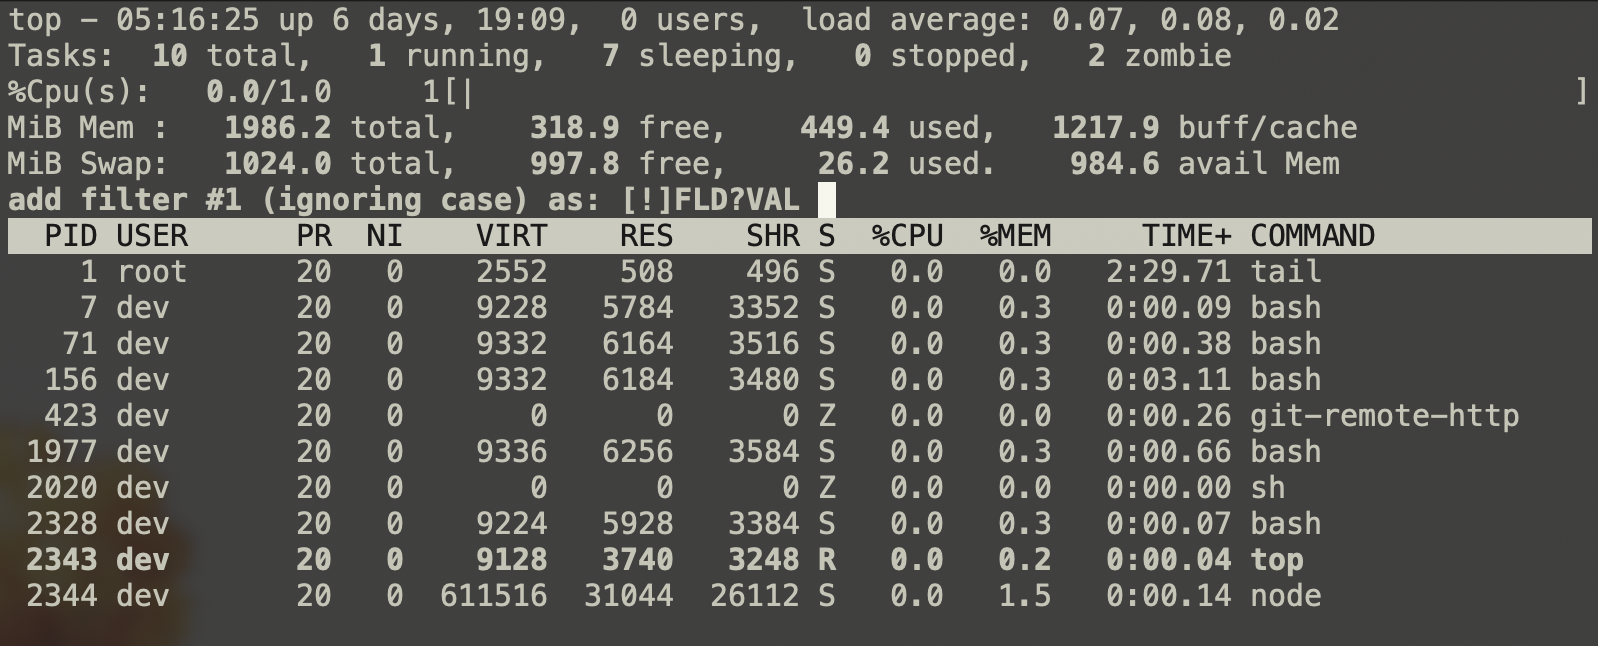 top - 05:16:25 up 6 days, 19:09,  0 users,  load average: 0.07, 0.08, 0.02
Tasks:  10 total,   1 running,   7 sleeping,   0 stopped,   2 zombie
%Cpu(s):   0.0/1.0     1[|                                                             ]
MiB Mem :   1986.2 total,    318.9 free,    449.4 used,   1217.9 buff/cache
MiB Swap:   1024.0 total,    997.8 free,     26.2 used.    984.6 avail Mem
add filter #1 (ignoring case) as: [!]FLD?VAL
  PID USER      PR  NI    VIRT    RES    SHR S  %CPU  %MEM     TIME+ COMMAND
    1 root      20   0    2552    508    496 S   0.0   0.0   2:29.71 tail
    7 dev       20   0    9228   5784   3352 S   0.0   0.3   0:00.09 bash
   71 dev       20   0    9332   6164   3516 S   0.0   0.3   0:00.38 bash
  156 dev       20   0    9332   6184   3480 S   0.0   0.3   0:03.11 bash
  423 dev       20   0       0      0      0 Z   0.0   0.0   0:00.26 git-remote-http
 1977 dev       20   0    9336   6256   3584 S   0.0   0.3   0:00.66 bash
 2020 dev       20   0       0      0      0 Z   0.0   0.0   0:00.00 sh
 2328 dev       20   0    9224   5928   3384 S   0.0   0.3   0:00.07 bash
 2343 dev       20   0    9128   3740   3248 R   0.0   0.2   0:00.04 top
 2344 dev       20   0  611516  31044  26112 S   0.0   1.5   0:00.14 node